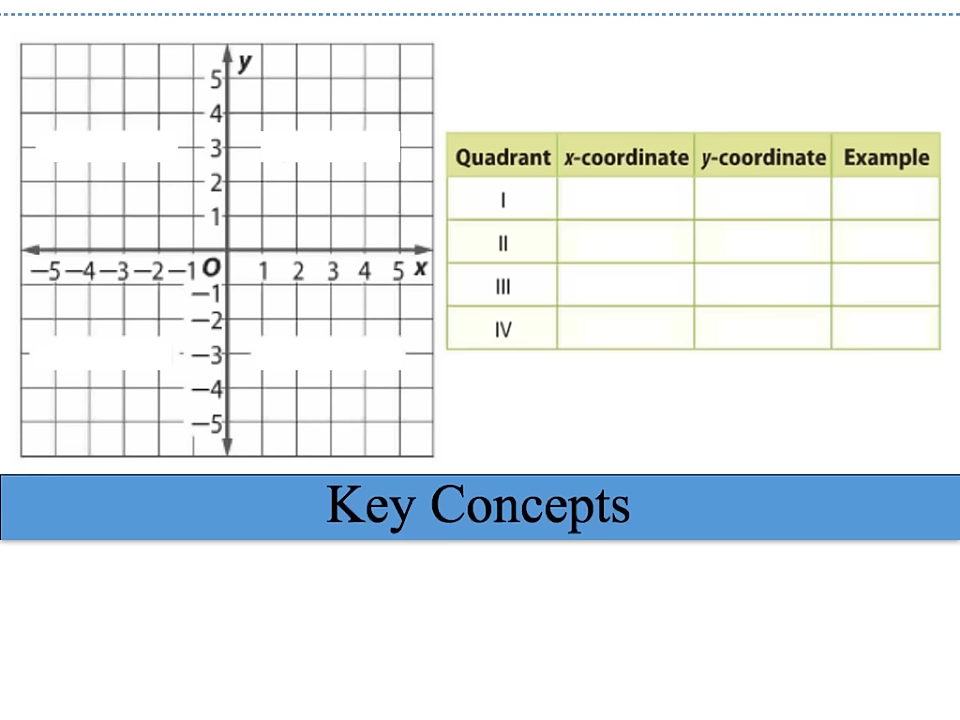 y
5
4
3
2
1
−5 −4 −3 −2 −1 O 1 2 3 4 5 x
−1
−2
−3
−4
−5
Quadrant x-coordinate y-coordinate Example
I
II
III
IV
Key Concepts